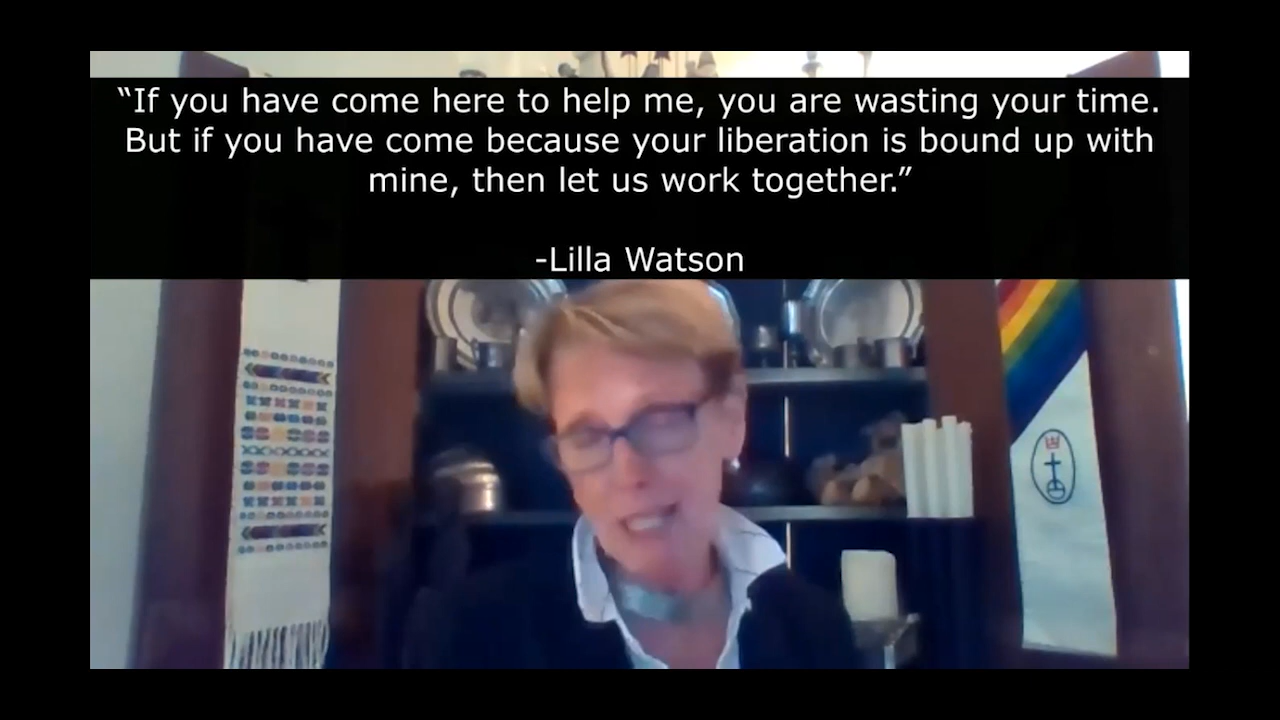 “If you have come here to help me, you are wasting your time.
But if you have come because your liberation is bound up with
mine, then let us work together.”
-Lilla Watson